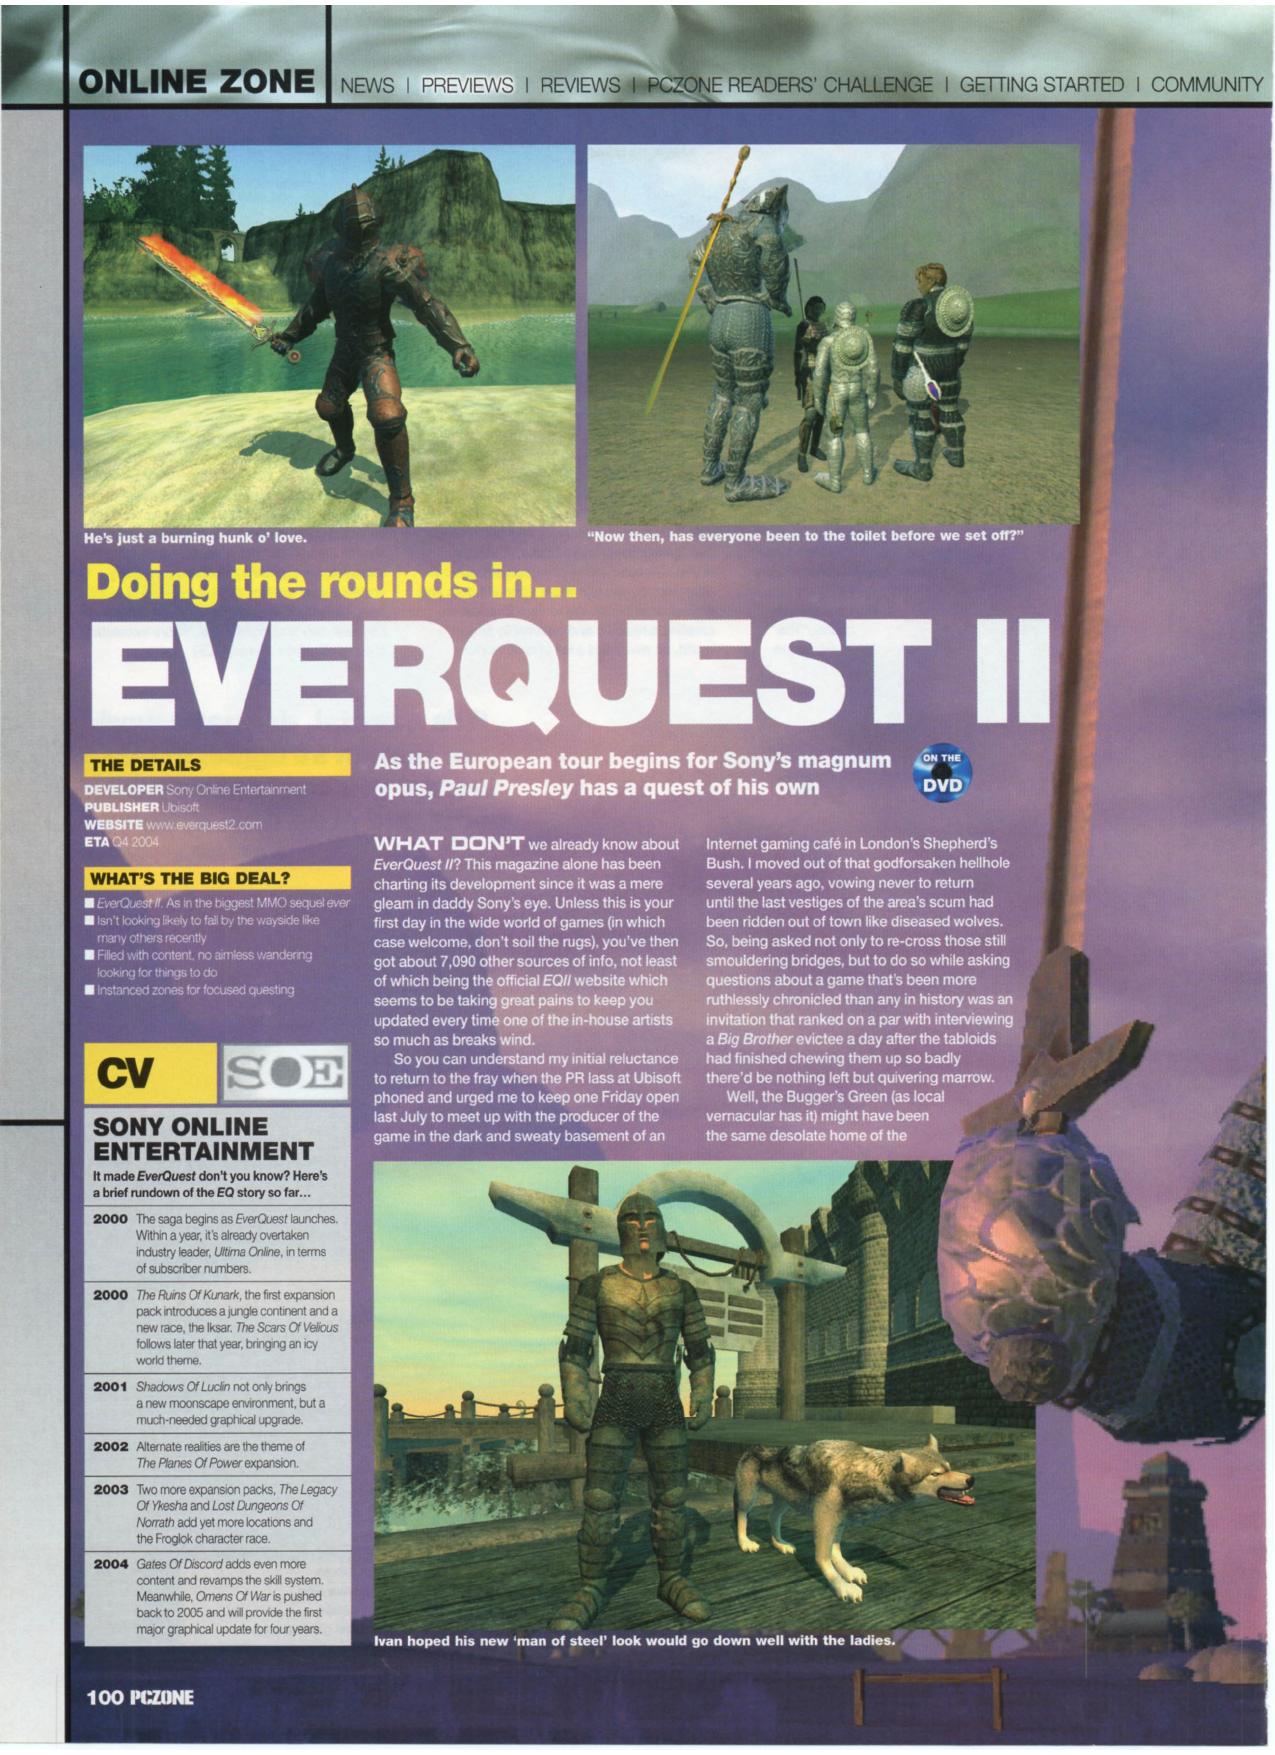 ONLINE ZONE
NEWS | PREVIEWS | REVIEWS | PCZONE READERS' CHALLENGE | GETTING STARTED | COMMUNITY
He's just a burning hunk o' love.
"Now then, has everyone been to the toilet before we set off?"
Doing the rounds in...
EVERQUEST II
THE DETAILS
DEVELOPER Sony Online Entertainment
PUBLISHER Ubisoft
WEBSITE www.everquest2.com
ETA Q4 2004
WHAT'S THE BIG DEAL?
■ EverQuest II. As in the biggest MMO sequel ever
■ Isn't looking likely to fall by the wayside like
many others recently
■ Filled with content, no aimless wandering
looking for things to do
■ Instanced zones for focused questing
CV
SOE
SONY ONLINE
ENTERTAINMENT
It made EverQuest don't you know? Here's
a brief rundown of the EQ story so far...
2000 The saga begins as EverQuest launches.
Within a year, it's already overtaken
industry leader, Ultima Online, in terms
of subscriber numbers.
2000 The Ruins Of Kunark, the first expansion
pack introduces a jungle continent and a
new race, the Iksar. The Scars Of Velious
follows later that year, bringing an icy
world theme.
2001 Shadows Of Luclin not only brings
a new moonscape environment, but a
much-needed graphical upgrade.
2002 Alternate realities are the theme of
The Planes Of Power expansion.
2003 Two more expansion packs, The Legacy
Of Ykesha and Lost Dungeons Of
Norrath add yet more locations and
the Froglok character race.
2004 Gates Of Discord adds even more
content and revamps the skill system.
Meanwhile, Omens Of War is pushed
back to 2005 and will provide the first
major graphical update for four years.
As the European tour begins for Sony's magnum
opus, Paul Presley has a quest of his own
ON THE
DVD
WHAT DON'T we already know about
EverQuest II? This magazine alone has been
charting its development since it was a mere
gleam in daddy Sony's eye. Unless this is your
first day in the wide world of games (in which
case welcome, don't soil the rugs), you've then
got about 7,090 other sources of info, not least
of which being the official EQII website which
seems to be taking great pains to keep you
updated every time one of the in-house artists
so much as breaks wind.
So you can understand my initial reluctance
to return to the fray when the PR lass at Ubisoft
phoned and urged me to keep one Friday open
last July to meet up with the producer of the
game in the dark and sweaty basement of an
Internet gaming café in London's Shepherd's
Bush. I moved out of that godforsaken hellhole
several years ago, vowing never to return
until the last vestiges of the area's scum had
been ridden out of town like diseased wolves.
So, being asked not only to re-cross those still
smouldering bridges, but to do so while asking
questions about a game that's been more
ruthlessly chronicled than any in history was an
invitation that ranked on a par with interviewing
a Big Brother evictee a day after the tabloids
had finished chewing them up so badly
there'd be nothing left but quivering marrow.
Well, the Bugger's Green (as local
vernacular has it) might have been
the same desolate home of the
Ivan hoped his new 'man of steel' look would go down well with the ladies.
100 PCZONE